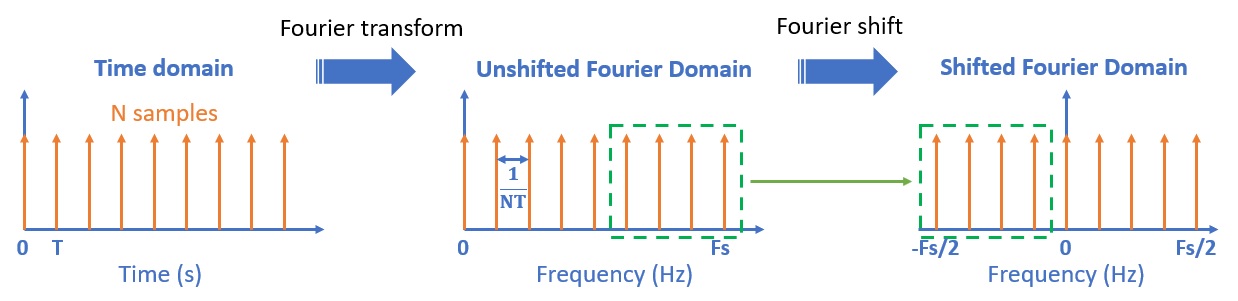 Fourier transform
Fourier shift
Time domain
Unshifted Fourier Domain
Shifted Fourier Domain
N samples
1
NT
0 T
0 Fs
-Fs/2 0 Fs/2
Time (s)
Frequency (Hz)
Frequency (Hz)